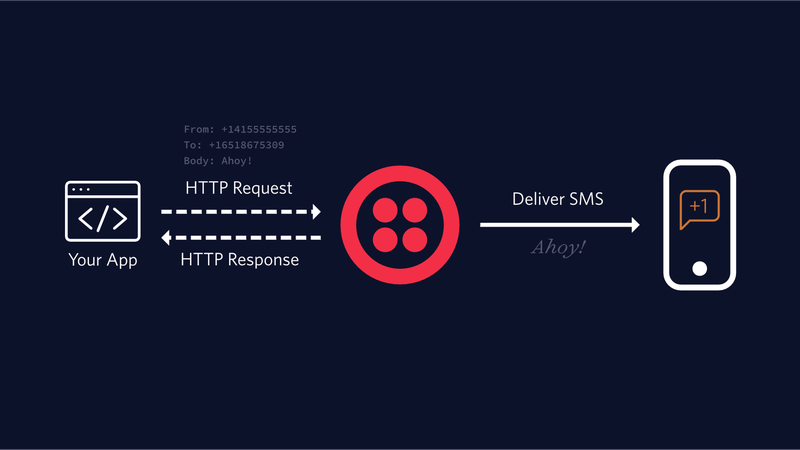 From: +14155555555
To: +16518675309
Body: Ahoy!
HTTP Request
HTTP Response
Your App
</>
Deliver SMS
Ahoy!
+1